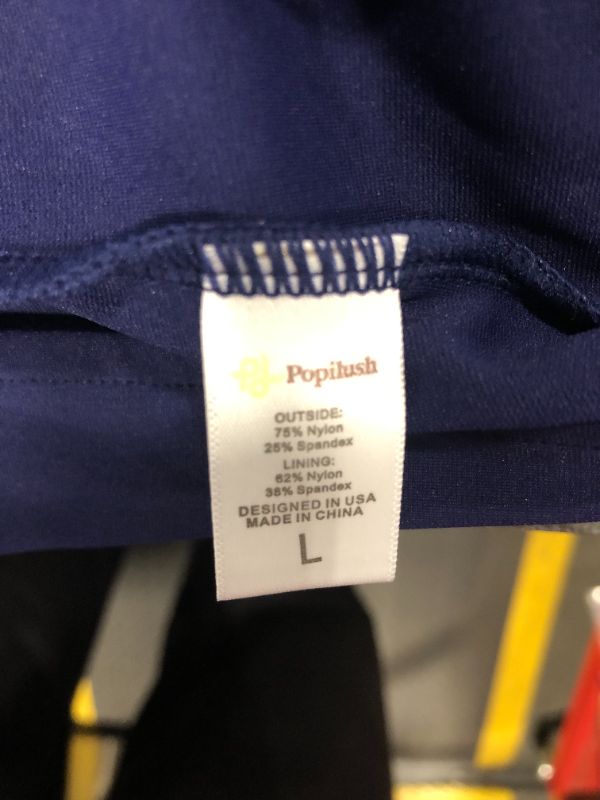 Popilush
OUTSIDE:
75% Nylon
25% Spandex
LINING:
62% Nylon
38% Spandex
DESIGNED IN USA
MADE IN CHINA
L